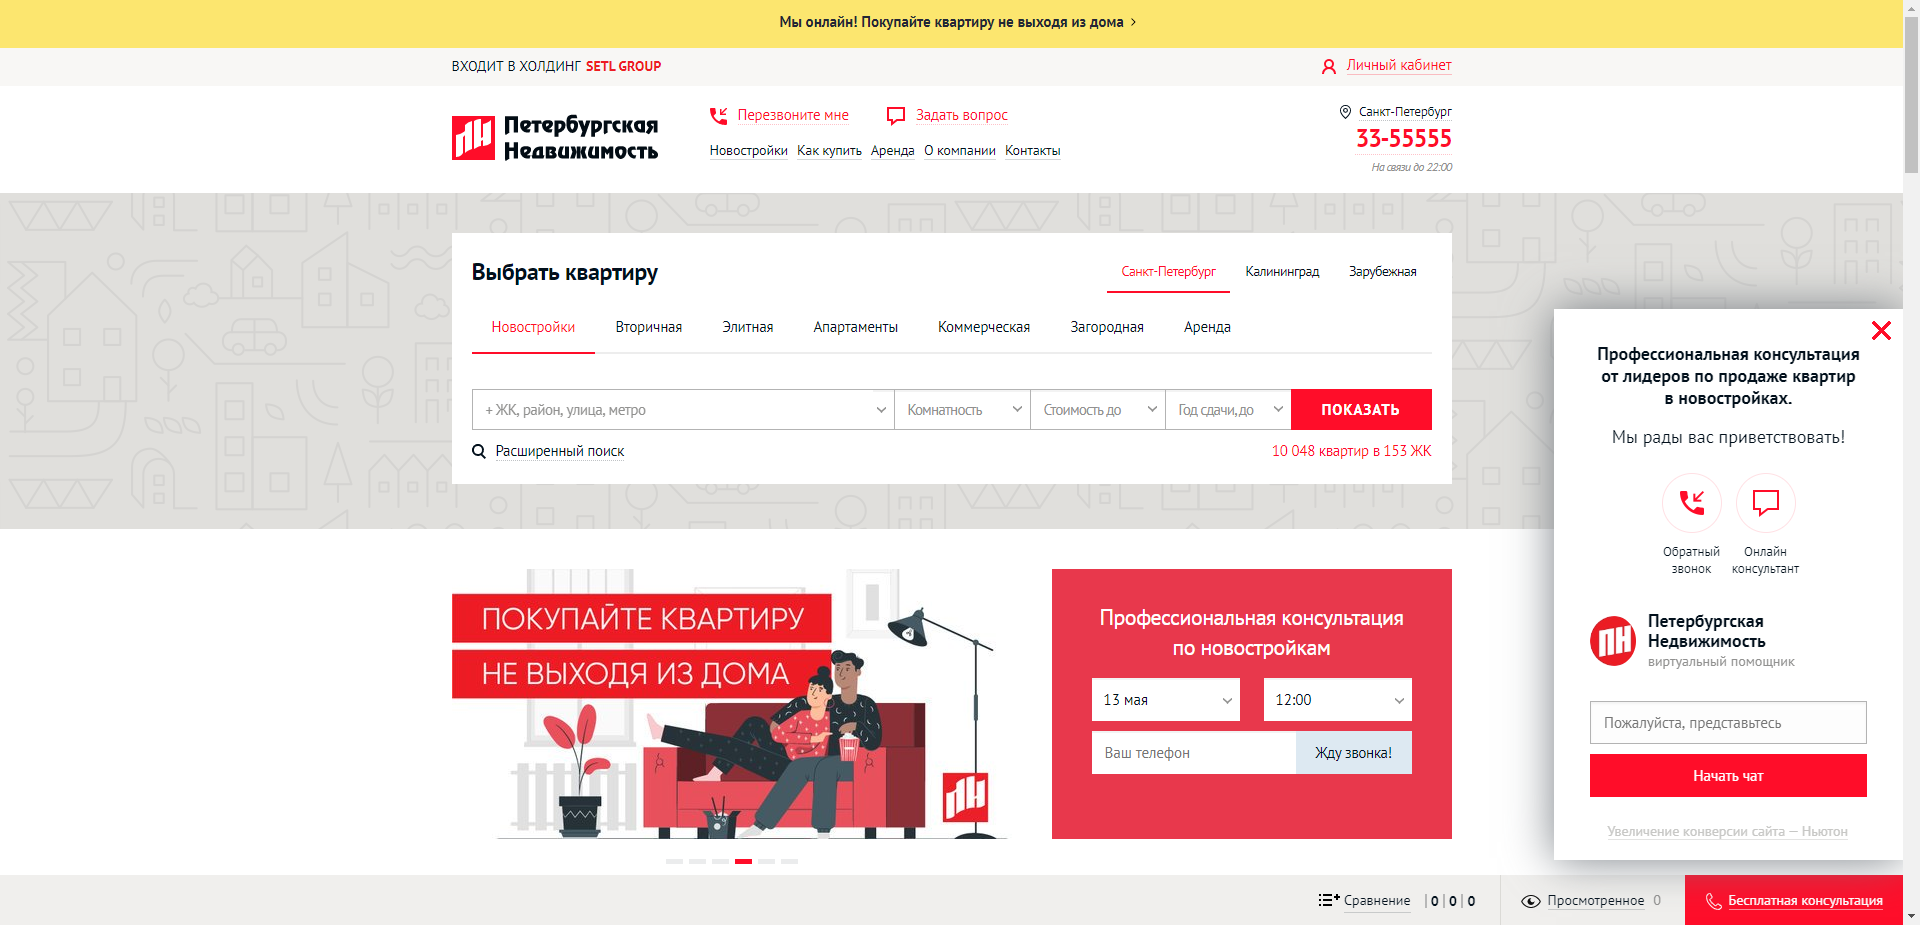 Мы онлайн! Покупайте квартиру не выходя из дома
ВХОДИТ В ХОЛДИНГ SETL GROUP
Личный кабинет
Петербургская
Недвижимость
Перезвоните мне
Задать вопрос
Новостройки Как купить Аренда О компании Контакты
Санкт-Петербург
33-55555
На связи до 22:00
Выбрать квартиру
Санкт-Петербург Калининград Зарубежная
Новостройки Вторичная Элитная Апартаменты Коммерческая Загородная Аренда
+ ЖК, район, улица, метро
Комнатность
Стоимость до
Год сдачи, до
ПОКАЗАТЬ
Расширенный поиск
10 048 квартир в 153 ЖК
ПОКУПАЙТЕ КВАРТИРУ
НЕ ВЫХОДЯ ИЗ ДОМА
ПН
Профессиональная консультация
по новостройкам
13 мая
12:00
Ваш телефон
Жду звонка!
Профессиональная консультация
от лидеров по продаже квартир
в новостройках.
Мы рады вас приветствовать!
Обратный
звонок
Онлайн
консультант
Петербургская
Недвижимость
виртуальный помощник
Пожалуйста, представьтесь
Начать чат
Увеличение конверсии сайта — Ньютон
Сравнение | 0 | 0 | 0
Просмотренное 0
Бесплатная консультация